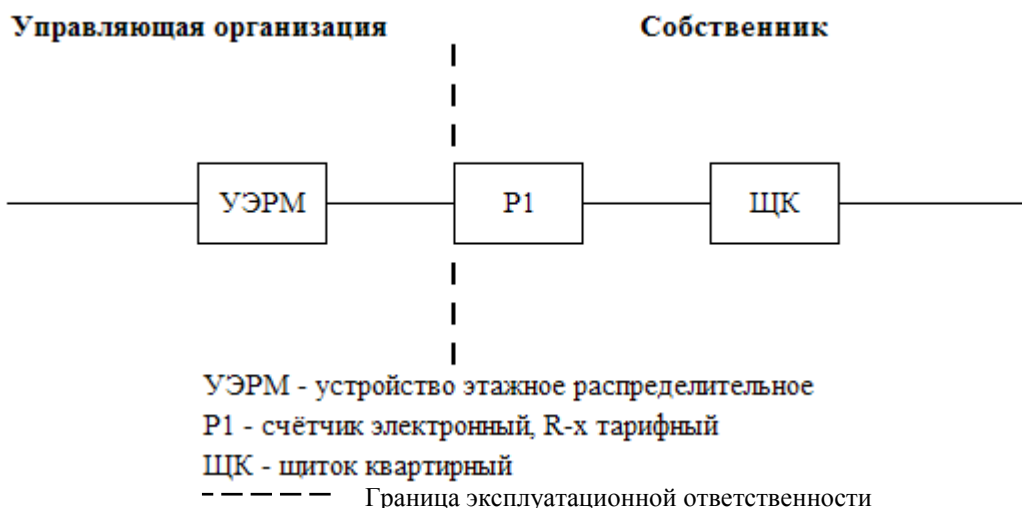 Управляющая организация
Собственник
УЭРМ
Р1
ЩК
УЭРМ - устройство этажное распределительное
Р1 - счётчик электронный, R-х тарифный
ЩК - щиток квартирный
Граница эксплуатационной ответственности